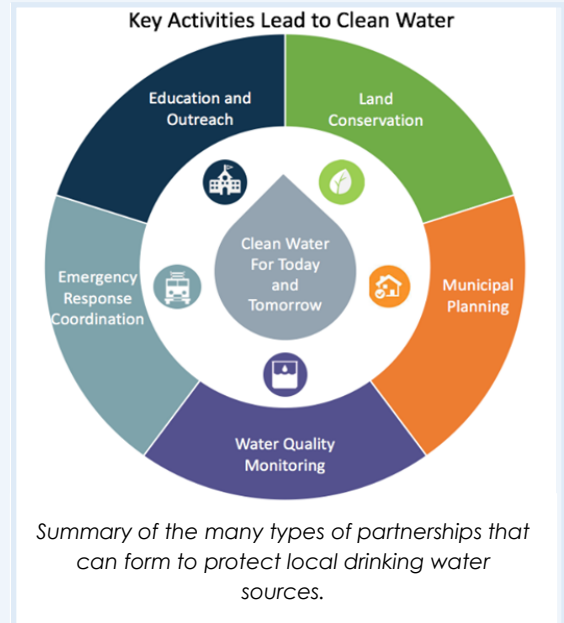 Key Activities Lead to Clean Water
Education and
Outreach
Land
Conservation
Clean Water
For Today
and
Tomorrow
Emergency
Response
Coordination
Municipal
Planning
Water Quality
Monitoring
Summary of the many types of partnerships that
can form to protect local drinking water
sources.